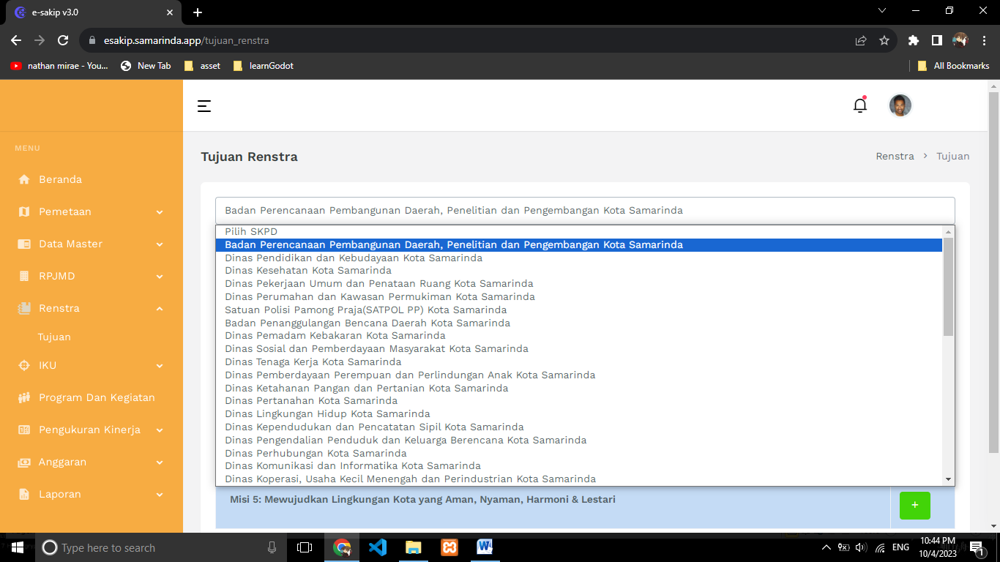 e-sakip v3.0
esakip.samarinda.app/tujuan_renstra
nathan mirae - You...
New Tab
asset
learnGodot
All Bookmarks
MENU
Beranda
Pemetaan
Data Master
RPJMD
Renstra
Tujuan
IKU
Program Dan Kegiatan
Pengukuran Kinerja
Anggaran
Laporan
Tujuan Renstra
Renstra > Tujuan
Badan Perencanaan Pembangunan Daerah, Penelitian dan Pengembangan Kota Samarinda
Pilih SKPD
Badan Perencanaan Pembangunan Daerah, Penelitian dan Pengembangan Kota Samarinda
Dinas Pendidikan dan Kebudayaan Kota Samarinda
Dinas Kesehatan Kota Samarinda
Dinas Pekerjaan Umum dan Penataan Ruang Kota Samarinda
Dinas Perumahan dan Kawasan Permukiman Kota Samarinda
Satuan Polisi Pamong Praja(SATPOL PP) Kota Samarinda
Badan Penanggulangan Bencana Daerah Kota Samarinda
Dinas Pemadam Kebakaran Kota Samarinda
Dinas Sosial dan Pemberdayaan Masyarakat Kota Samarinda
Dinas Tenaga Kerja Kota Samarinda
Dinas Pemberdayaan Perempuan dan Perlindungan Anak Kota Samarinda
Dinas Ketahanan Pangan dan Pertanian Kota Samarinda
Dinas Pertanahan Kota Samarinda
Dinas Lingkungan Hidup Kota Samarinda
Dinas Kependudukan dan Pencatatan Sipil Kota Samarinda
Dinas Pengendalian Penduduk dan Keluarga Berencana Kota Samarinda
Dinas Perhubungan Kota Samarinda
Dinas Komunikasi dan Informatika Kota Samarinda
Dinas Koperasi, Usaha Kecil Menengah dan Perindustrian Kota Samarinda
Misi 5: Mewujudkan Lingkungan Kota yang Aman, Nyaman, Harmoni & Lestari
+
Type here to search
ENG
10:44 PM
10/4/2023
1